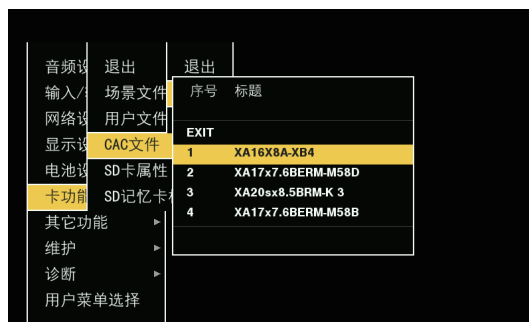 音频设
输入/
网络设
显示设
电池设
卡功能
其它功能
维护
诊断
用户菜单选择
退出
场景文件
用户文件
CAC文件
SD卡属性
SD记忆卡
退出
序号 标题
EXIT
1 XA16X8A-XB4
2 XA17x7.6BERM-M58D
3 XA20sx8.5BRM-K 3
4 XA17x7.6BERM-M58B